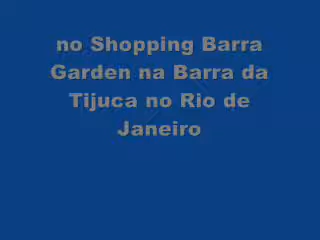 no Shopping Barra
Garden na Barra da
Tijuca no Rio de
Janeiro